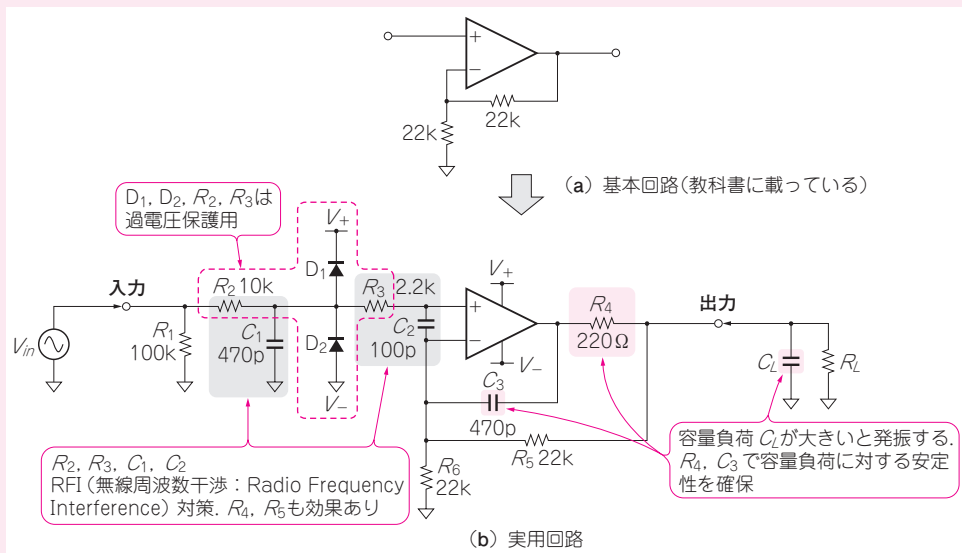 +
−
22k
22k
(a) 基本回路(教科書に載っている)
D1, D2, R2, R3は
過電圧保護用
V+
D1
入力
R2 10k
R3 2.2k
V+
+
−
R4
220Ω
出力
Vin
R1
100k
C1
470p
D2
C2
100p
V−
V−
CL
RL
C3
470p
R5 22k
R6
22k
容量負荷 CLが大きいと発振する.
R4, C3で容量負荷に対する安定
性を確保
R2, R3, C1, C2
RFI(無線周波数干渉:Radio Frequency
Interference)対策. R4, R5も効果あり
(b) 実用回路